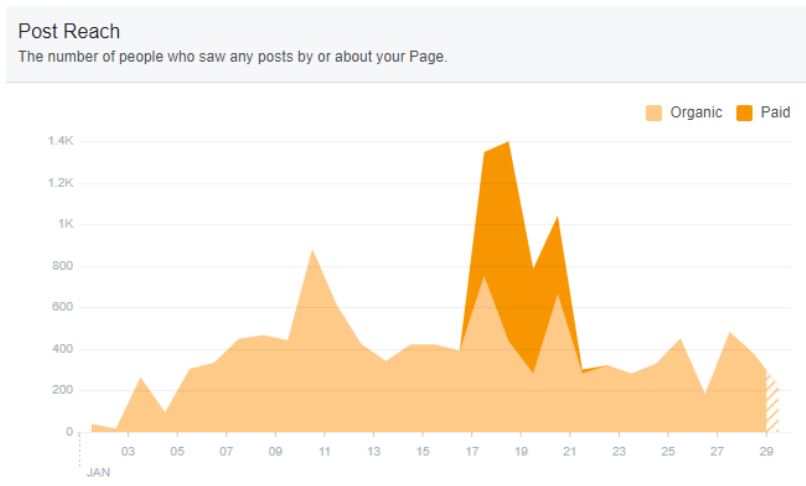 Post Reach
The number of people who saw any posts by or about your Page.
Organic Paid
1.4K
1.2K
1K
800
600
400
200
0
03 05 07 09 11 13 15 17 19 21 23 25 27 29
JAN